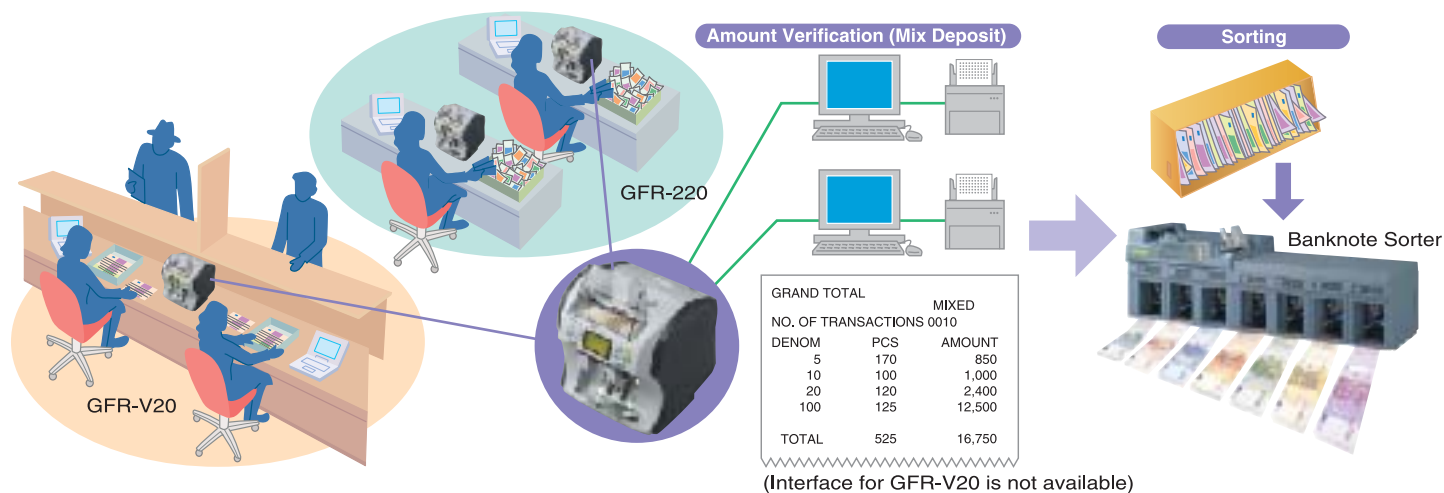 Amount Verification (Mix Deposit)
Sorting
GFR-220
GFR-V20
Banknote Sorter
GRAND TOTAL
MIXED
NO. OF TRANSACTIONS 0010
DENOM PCS AMOUNT
5 170 850
10 100 1,000
20 120 2,400
100 125 12,500
TOTAL 525 16,750
(Interface for GFR-V20 is not available)